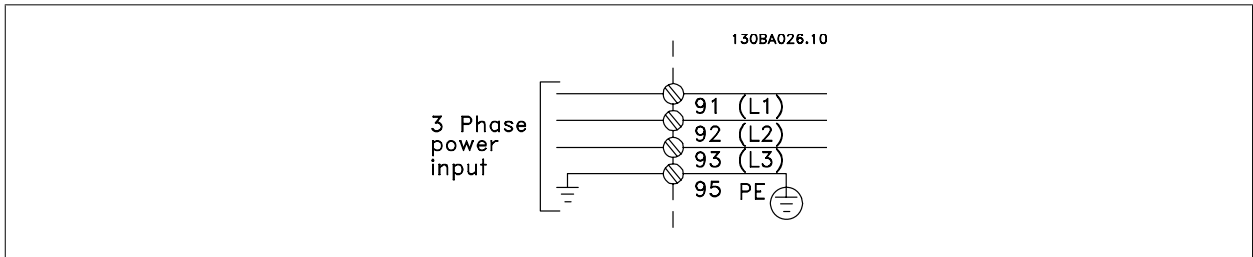 130BA026.10
3 Phase
power
input
91 (L1)
92 (L2)
93 (L3)
95 PE